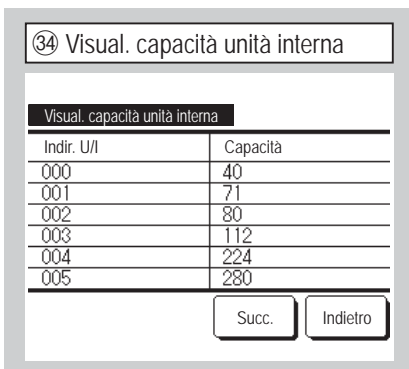 ㉞ Visual. capacità unità interna
Visual. capacità unità interna
Indir. U/I Capacità
000 40
001 71
002 80
003 112
004 224
005 280
Succ. Indietro